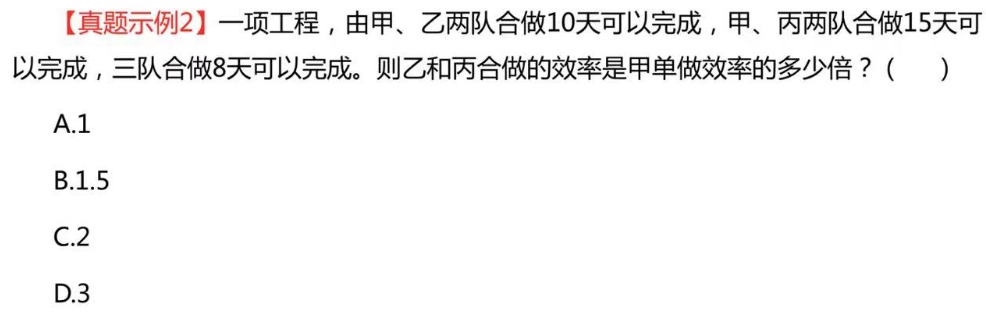 【真题示例2】一项工程，由甲、乙两队合做10天可以完成，甲、丙两队合做15天可
以完成，三队合做8天可以完成。则乙和丙合做的效率是甲单做效率的多少倍？（　　）
A.1
B.1.5
C.2
D.3